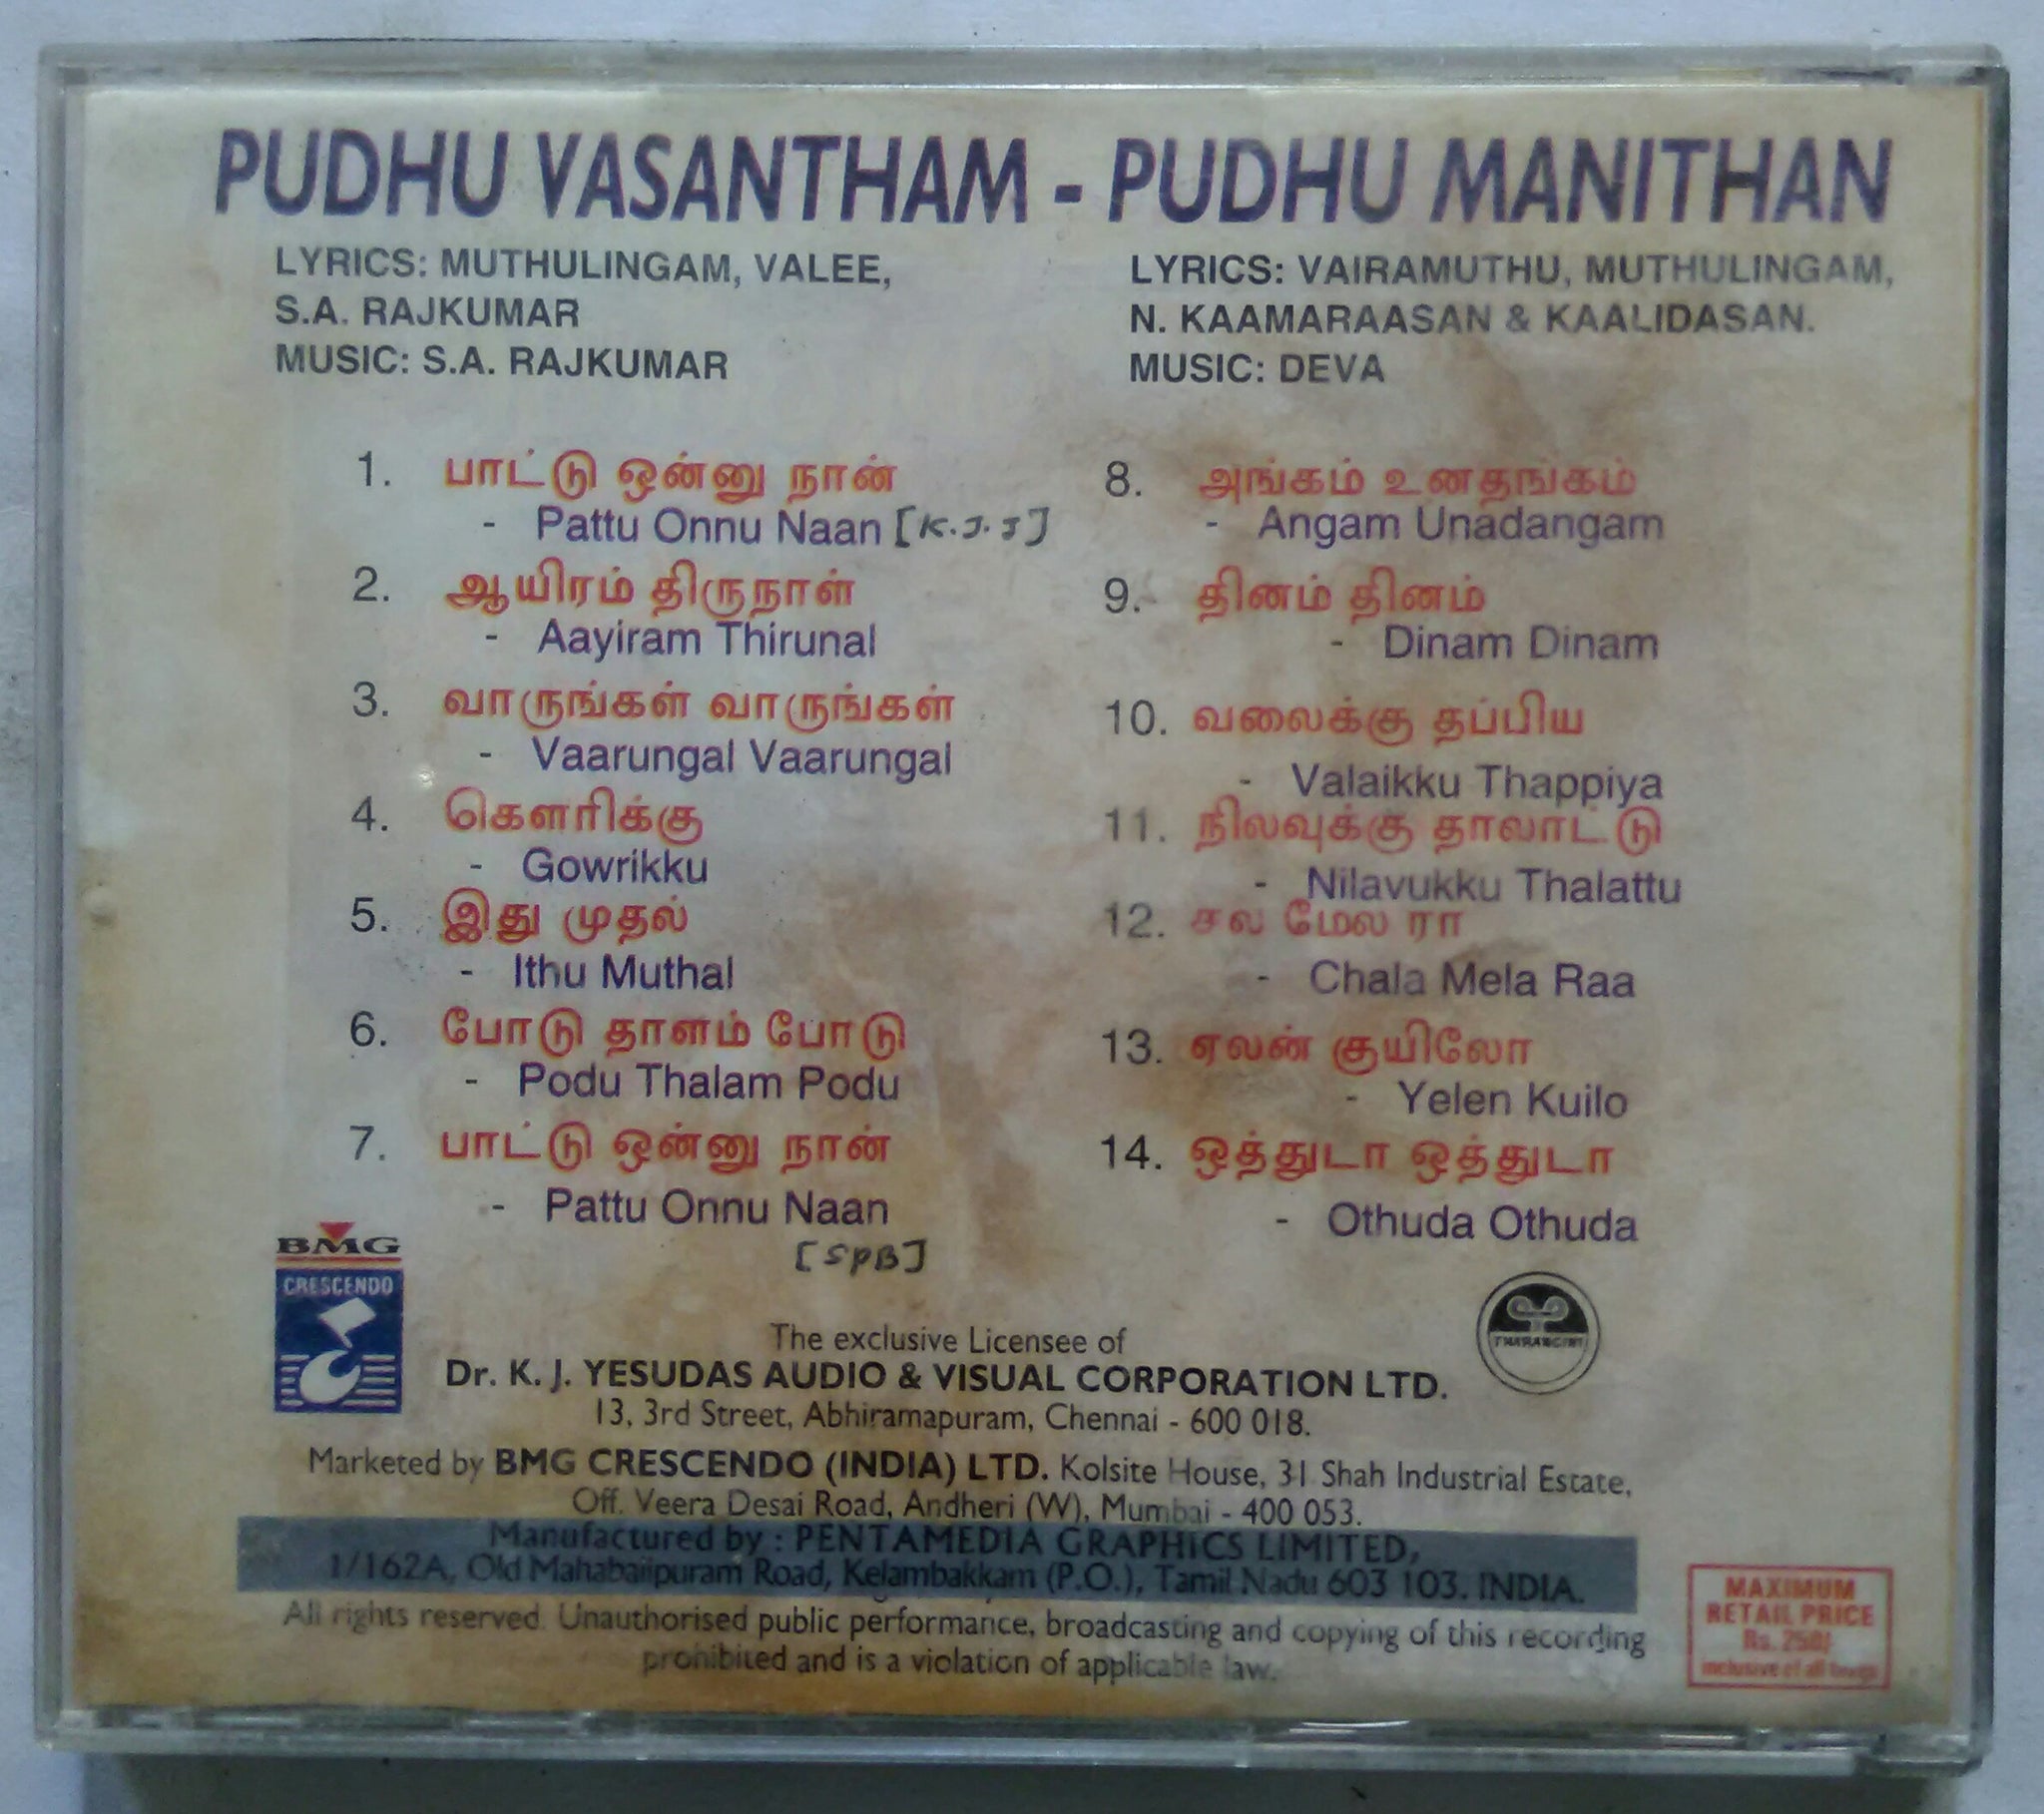 PUDHU VASANTHAM - PUDHU MANITHAN
LYRICS: MUTHULINGAM, VALEE,
S.A. RAJKUMAR
MUSIC: S.A. RAJKUMAR
1. பாட்டு ஒன்னு நான்
- Pattu Onnu Naan [K.J.J]
2. ஆயிரம் திருநாள்
- Aayiram Thirunal
3. வாருங்கள் வாருங்கள்
- Vaarungal Vaarungal
4. கௌரிக்கு
- Gowrikku
5. இது முதல்
- Ithu Muthal
6. போடு தாளம் போடு
- Podu Thalam Podu
7. பாட்டு ஒன்னு நான்
- Pattu Onnu Naan
[SPB]
LYRICS: VAIRAMUTHU, MUTHULINGAM,
N. KAAMARAASAN & KAALIDASAN.
MUSIC: DEVA
8. அங்கம் உனதங்கம்
- Angam Unadangam
9. தினம் தினம்
- Dinam Dinam
10. வலைக்கு தப்பிய
- Valaikku Thappiya
11. நிலவுக்கு தாலாட்டு
- Nilavukku Thalattu
12. சல மேல ரா
- Chala Mela Raa
13. ஏலன் குயிலோ
- Yelen Kuilo
14. ஒத்துடா ஒத்துடா
- Othuda Othuda
BMG
CRESCENDO
THARANGINI
The exclusive Licensee of
Dr. K. J. YESUDAS AUDIO & VISUAL CORPORATION LTD.
13, 3rd Street, Abhiramapuram, Chennai - 600 018.
Marketed by BMG CRESCENDO (INDIA) LTD. Kolsite House, 31 Shah Industrial Estate,
Off. Veera Desai Road, Andheri (W), Mumbai - 400 053.
Manufactured by : PENTAMEDIA GRAPHICS LIMITED,
1/162A, Old Mahabalipuram Road, Kelambakkam (P.O.), Tamil Nadu 603 103. INDIA.
All rights reserved. Unauthorised public performance, broadcasting and copying of this recording
prohibited and is a violation of applicable law.
MAXIMUM
RETAIL PRICE
Rs. 250/-
inclusive of all taxes